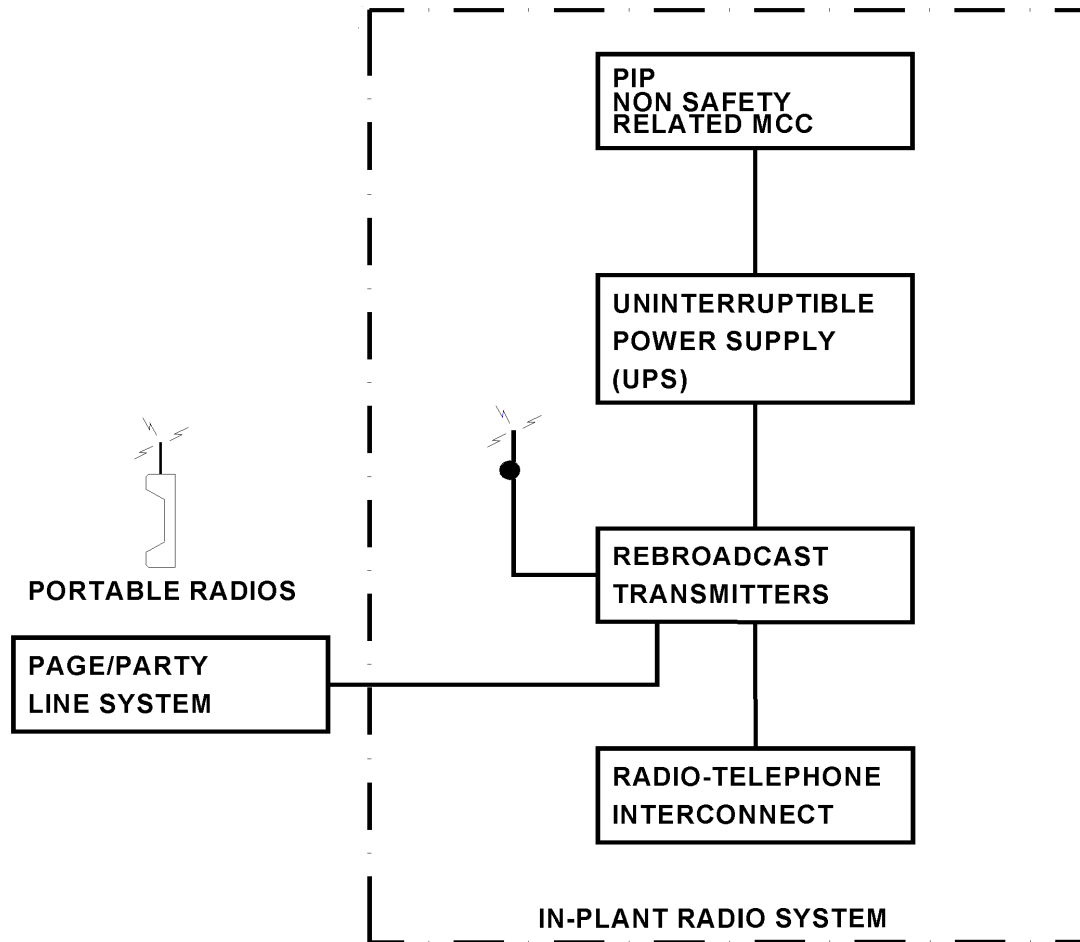 PIP
NON SAFETY
RELATED MCC
UNINTERRUPTIBLE
POWER SUPPLY
(UPS)
REBROADCAST
TRANSMITTERS
PORTABLE RADIOS
PAGE/PARTY
LINE SYSTEM
RADIO-TELEPHONE
INTERCONNECT
IN-PLANT RADIO SYSTEM